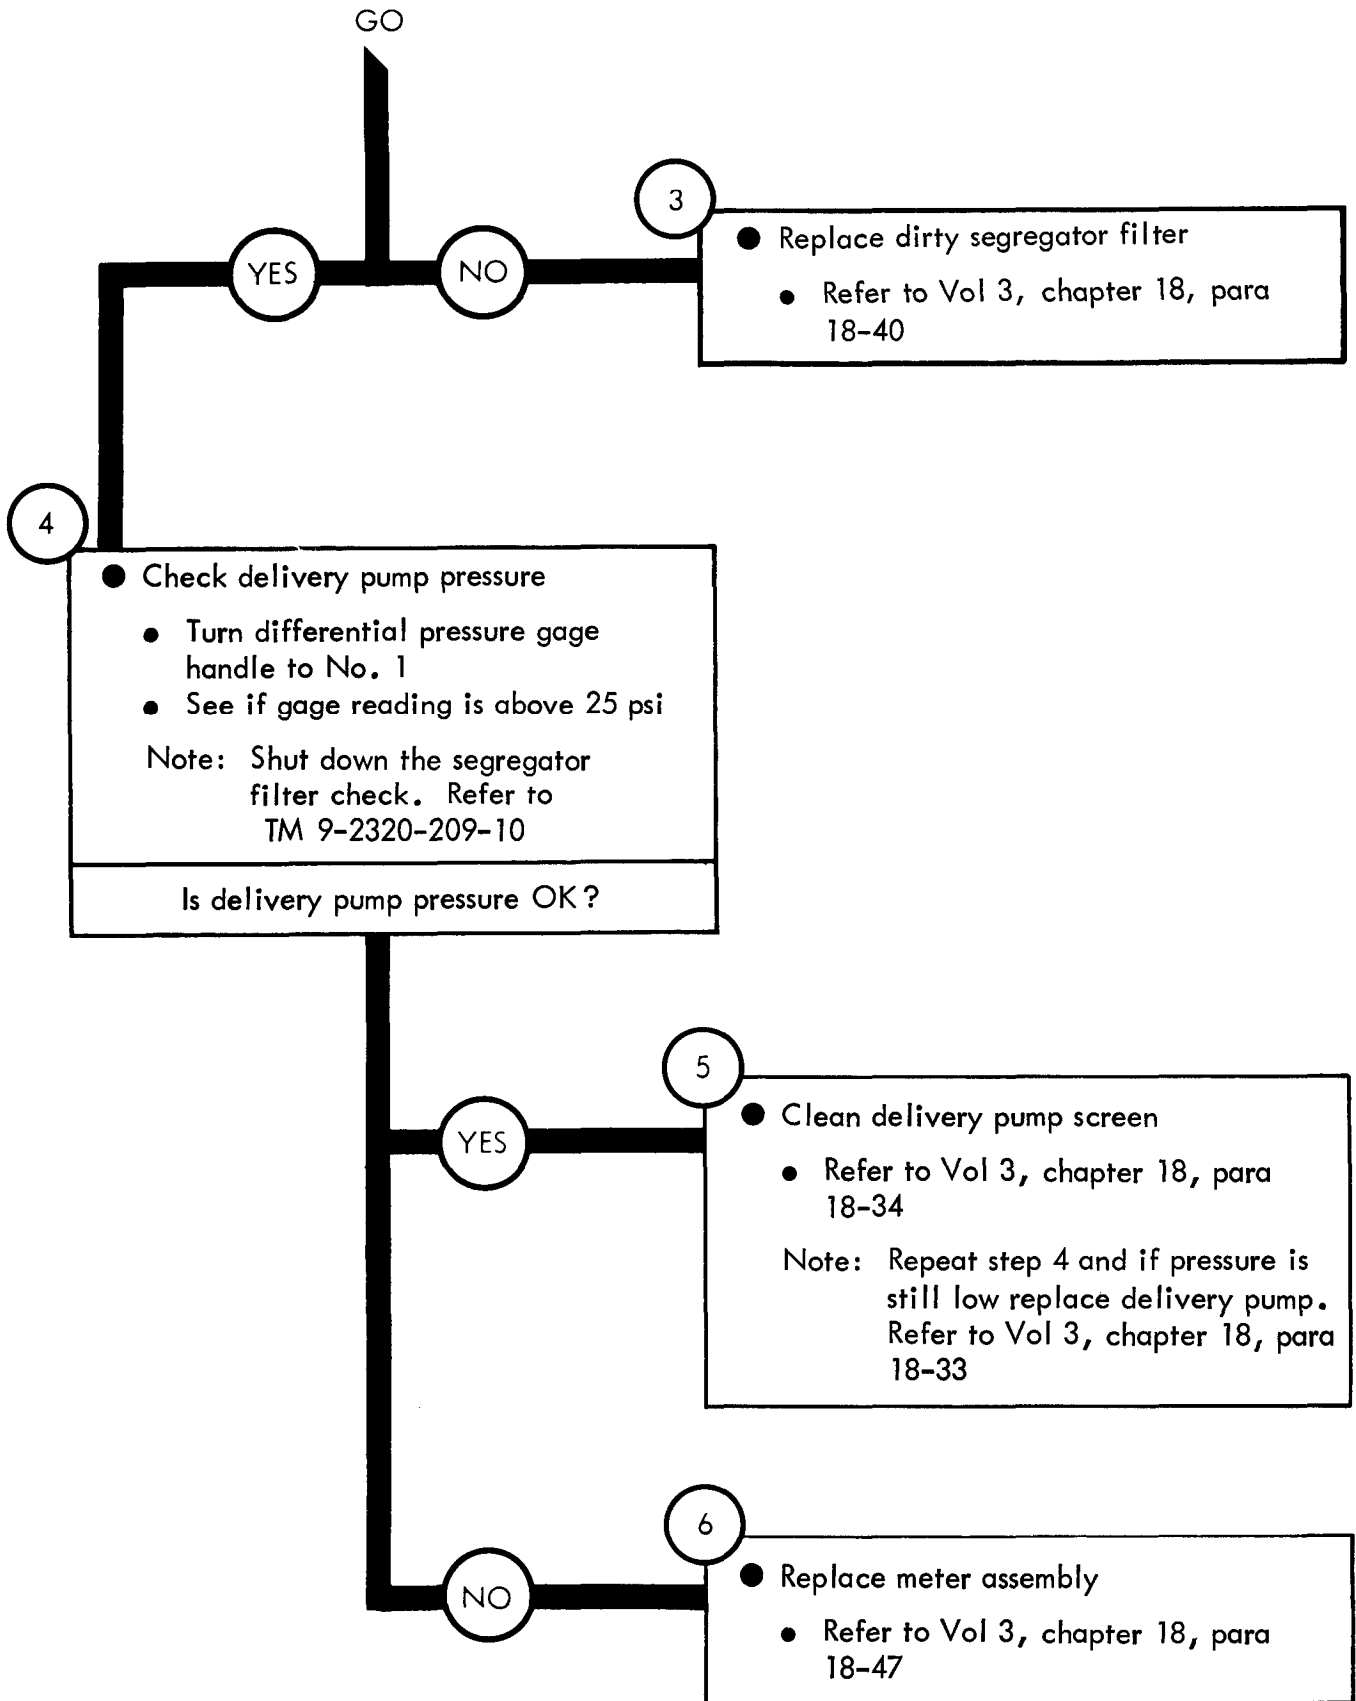 GO
3
● Replace dirty segregator filter
● Refer to Vol 3, chapter 18, para
18-40
YES
NO
4
● Check delivery pump pressure
● Turn differential pressure gage
handle to No. 1
● See if gage reading is above 25 psi
Note: Shut down the segregator
filter check. Refer to
TM 9-2320-209-10
Is delivery pump pressure OK?
5
● Clean delivery pump screen
● Refer to Vol 3, chapter 18, para
18-34
Note: Repeat step 4 and if pressure is
still low replace delivery pump.
Refer to Vol 3, chapter 18, para
18-33
YES
6
● Replace meter assembly
● Refer to Vol 3, chapter 18, para
18-47
NO